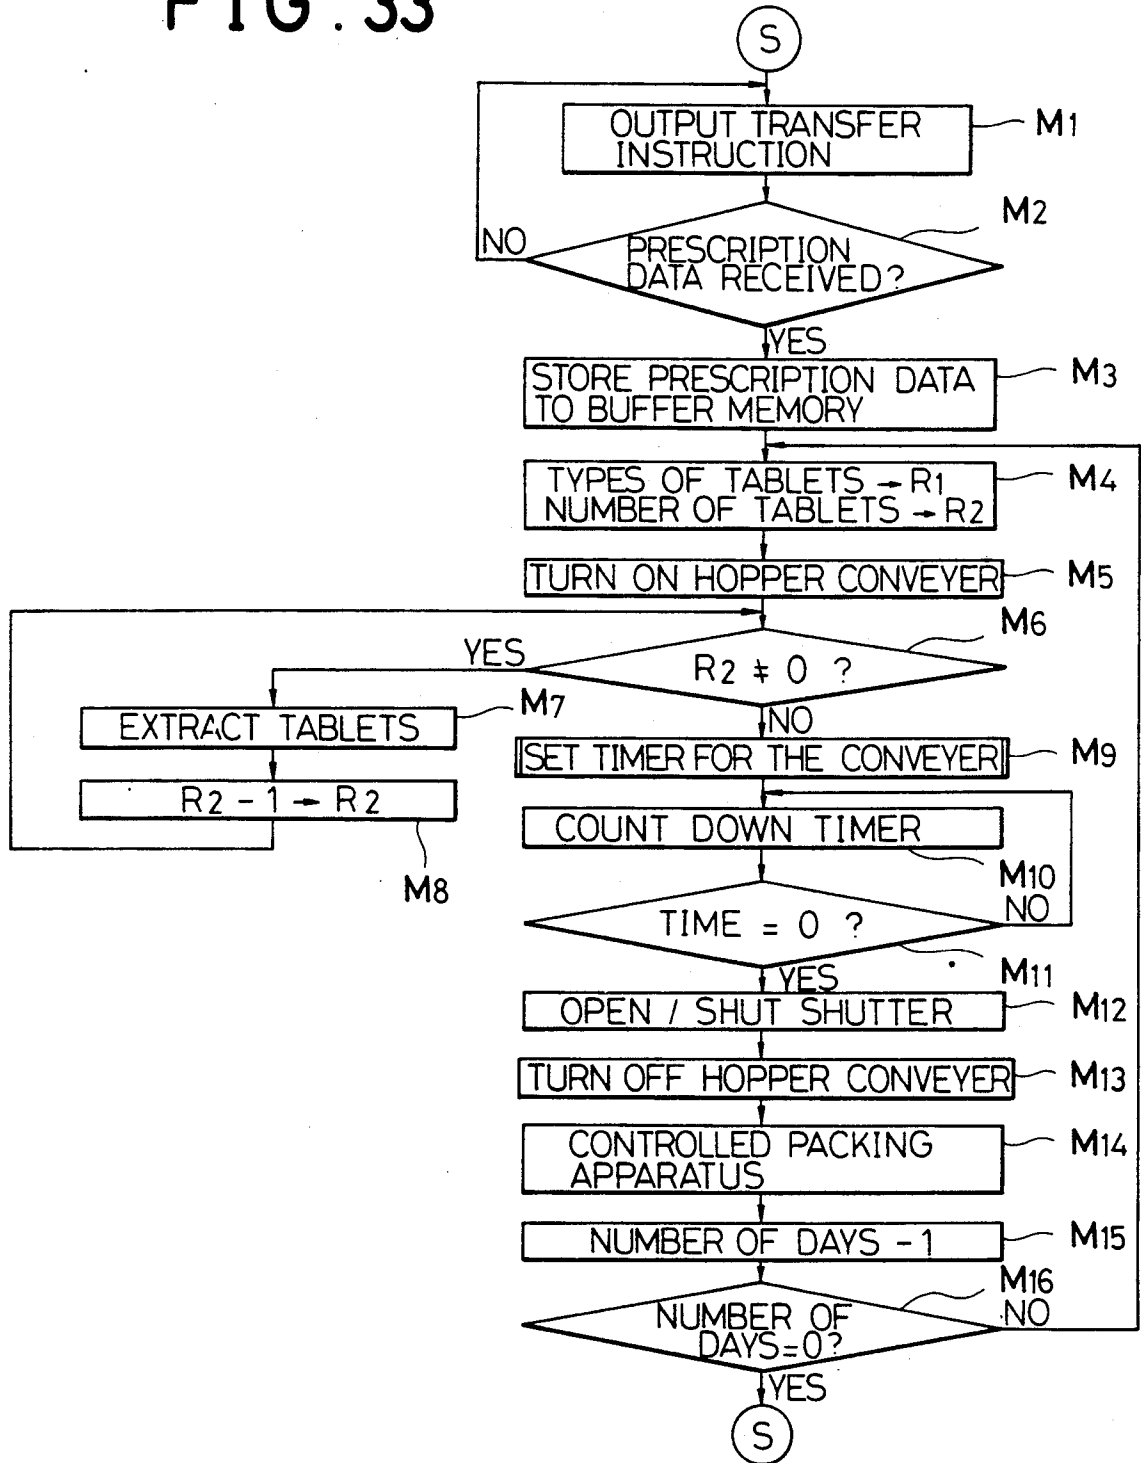 FIG. 33
S
OUTPUT TRANSFER
INSTRUCTION
M1
PRESCRIPTION
DATA RECEIVED?
M2
NO
YES
STORE PRESCRIPTION DATA
TO BUFFER MEMORY
M3
TYPES OF TABLETS → R1
NUMBER OF TABLETS → R2
M4
TURN ON HOPPER CONVEYER
M5
R2 ≠ 0 ?
M6
YES
NO
EXTRACT TABLETS
M7
R2 - 1 → R2
M8
SET TIMER FOR THE CONVEYER
M9
COUNT DOWN TIMER
M10
TIME = 0 ?
NO
M11
YES
OPEN / SHUT SHUTTER
M12
TURN OFF HOPPER CONVEYER
M13
CONTROLLED PACKING
APPARATUS
M14
NUMBER OF DAYS - 1
M15
NUMBER OF
DAYS=0?
M16
NO
YES
S